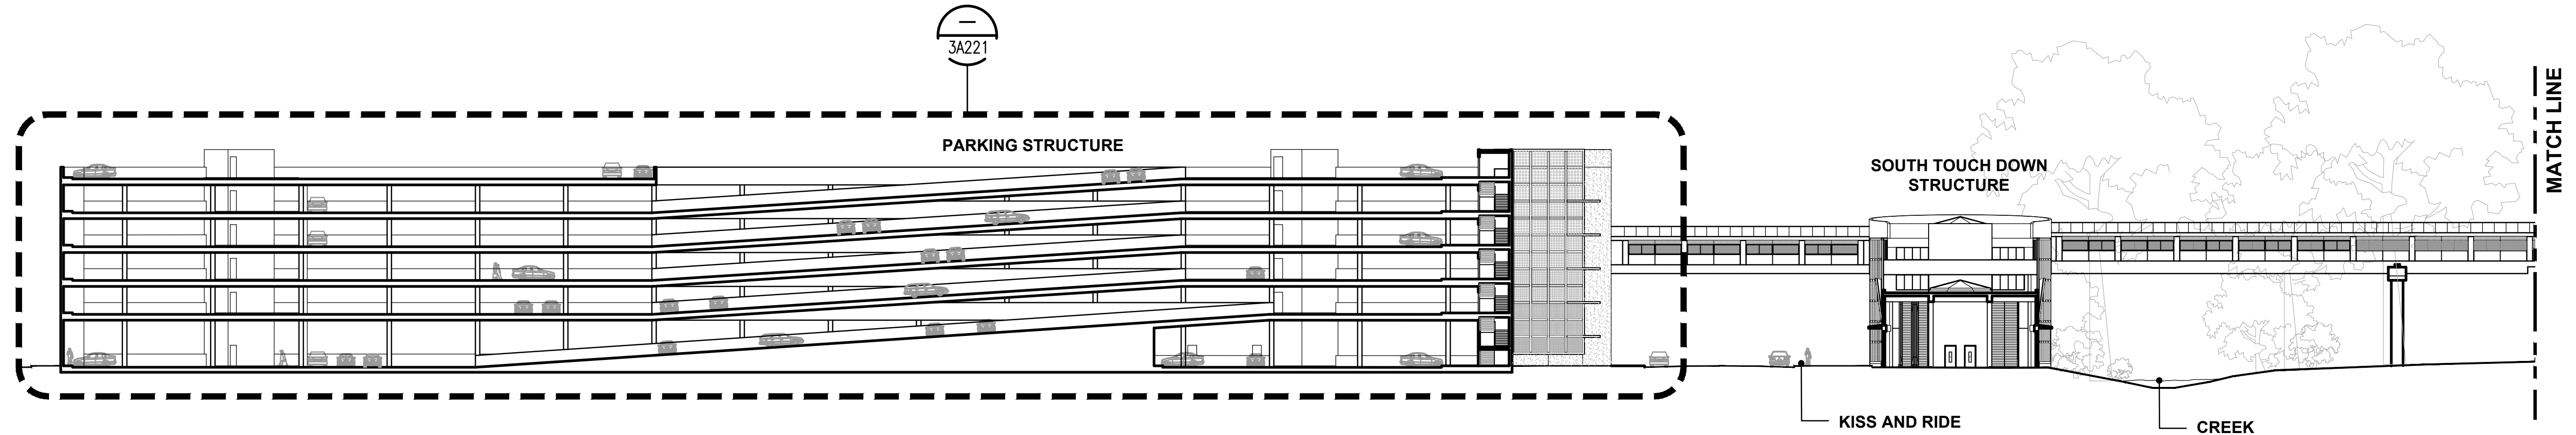 —
3A221
PARKING STRUCTURE
SOUTH TOUCH DOWN
STRUCTURE
MATCH LINE
KISS AND RIDE
CREEK